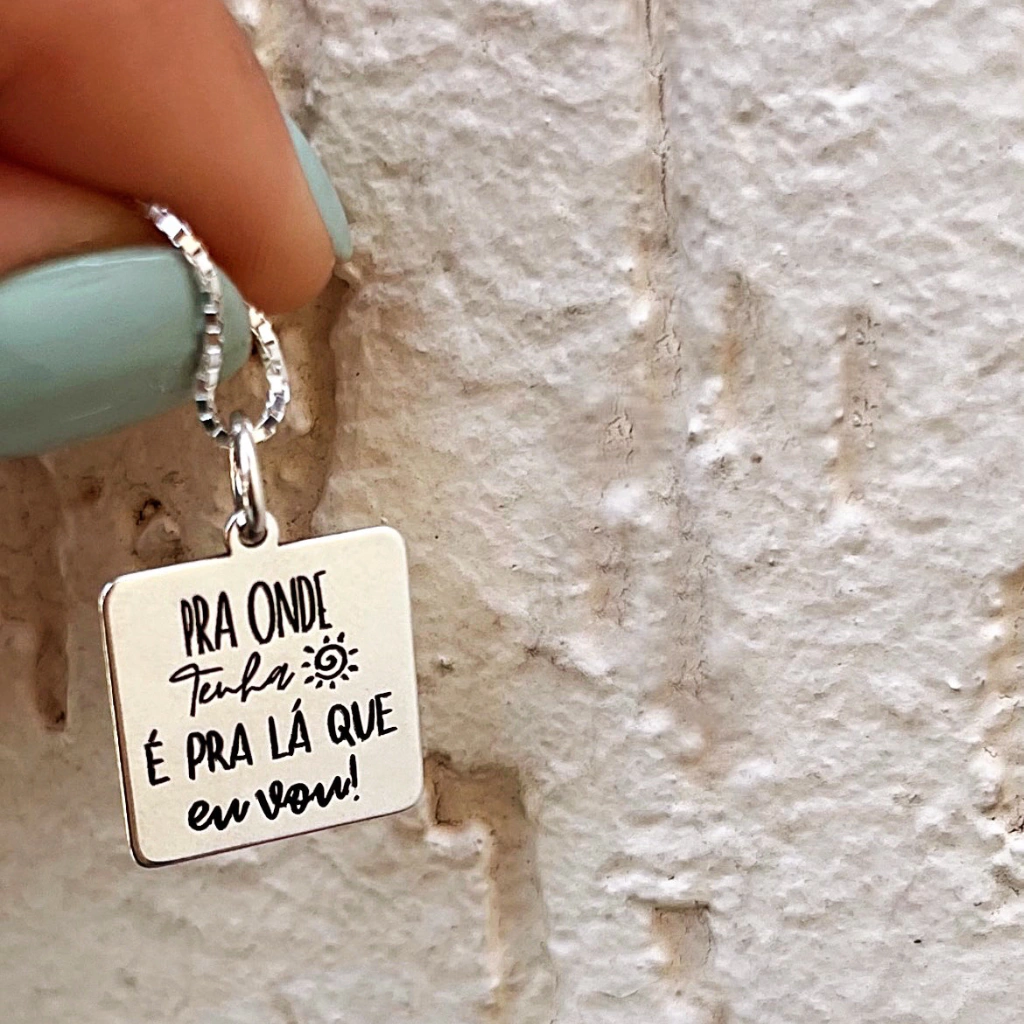 PRA ONDE
Tenha
É PRA LÁ QUE
eu vou!